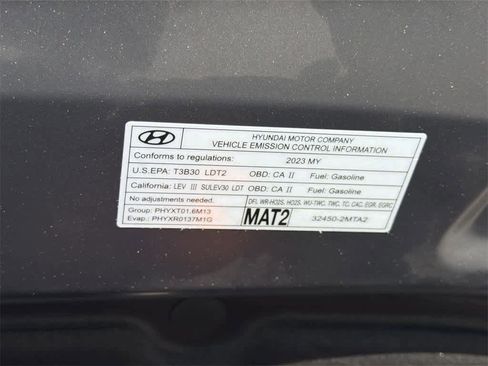 HYUNDAI MOTOR COMPANY
VEHICLE EMISSION CONTROL INFORMATION
Conforms to regulations: 2023 MY
U.S.EPA: T3B30 LDT2 OBD: CA II Fuel: Gasoline
California: LEV III SULEV30 LDT OBD: CA II Fuel: Gasoline
No adjustments needed. DFI, WR-HO2S, HO2S, WU-TWC, TWC, TC, CAC, EGR, EGRC
Group: PHYXT01.6M13 MAT2 32450-2MTA2
Evap.: PHYXR0137M1G